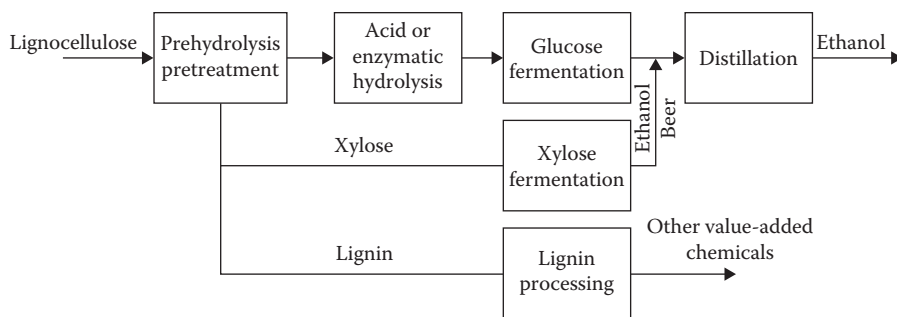 Lignocellulose
Prehydrolysis
pretreatment
Acid or
enzymatic
hydrolysis
Glucose
fermentation
Distillation
Ethanol
Ethanol
Beer
Xylose
Xylose
fermentation
Lignin
Lignin
processing
Other value-added
chemicals